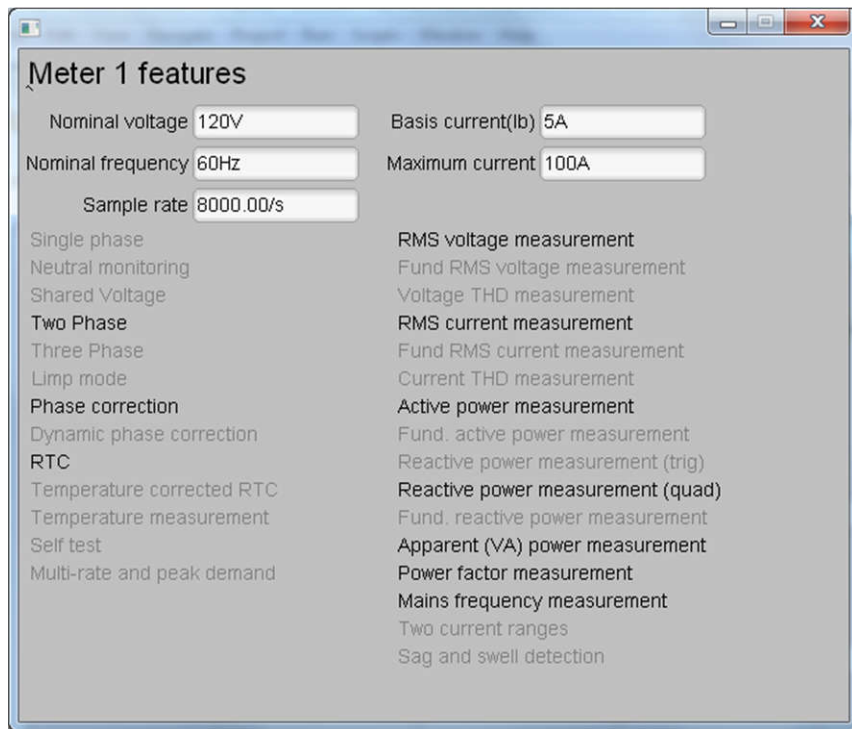 Meter 1 features
Nominal voltage 120V Basis current(Ib) 5A
Nominal frequency 60Hz Maximum current 100A
Sample rate 8000.00/s
Single phase
Neutral monitoring
Shared Voltage
Two Phase
Three Phase
Limp mode
Phase correction
Dynamic phase correction
RTC
Temperature corrected RTC
Temperature measurement
Self test
Multi-rate and peak demand
RMS voltage measurement
Fund RMS voltage measurement
Voltage THD measurement
RMS current measurement
Fund RMS current measurement
Current THD measurement
Active power measurement
Fund. active power measurement
Reactive power measurement (trig)
Reactive power measurement (quad)
Fund. reactive power measurement
Apparent (VA) power measurement
Power factor measurement
Mains frequency measurement
Two current ranges
Sag and swell detection